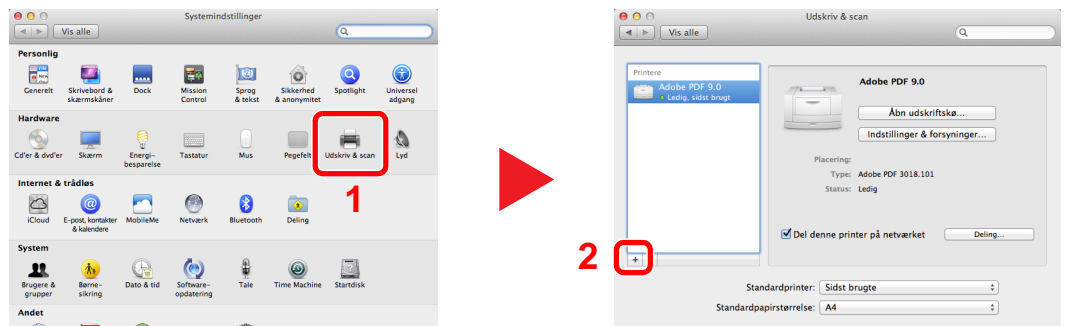 Systemindstillinger
Vis alle
Personlig
Generelt
Skrivebord &
skærmskåner
Dock
Mission
Control
Sprog
& tekst
Sikkerhed
& anonymitet
Spotlight
Universel
adgang
Hardware
Cd'er & dvd'er
Skærm
Energi-
besparelse
Tastatur
Mus
Pegefelt
Udskriv & scan
Lyd
1
Internet & trådløs
iCloud
E-post, kontakter
& kalendere
MobileMe
Netværk
Bluetooth
Deling
System
Brugere &
grupper
Børne-
sikring
Dato & tid
Software-
opdatering
Tale
Time Machine
Startdisk
Andet
Udskriv & scan
Vis alle
Printere
Adobe PDF 9.0
Ledig, sidst brugt
Adobe PDF 9.0
Åbn udskriftskø...
Indstillinger & forsyninger...
Placering:
Type: Adobe PDF 3018.101
Status: Ledig
Del denne printer på netværket
Deling...
2
+
Standardprinter: Sidst brugte
Standardpapirstørrelse: A4